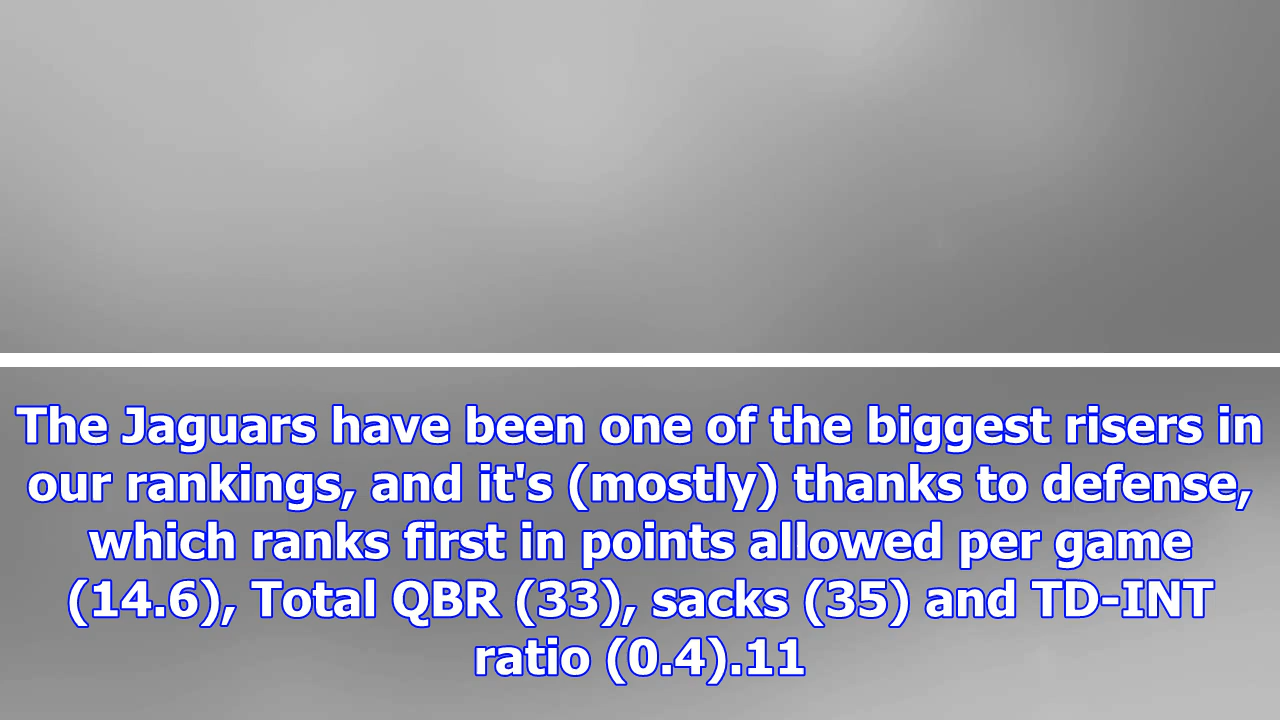 The Jaguars have been one of the biggest risers in
our rankings, and it's (mostly) thanks to defense,
which ranks first in points allowed per game
(14.6), Total QBR (33), sacks (35) and TD-INT
ratio (0.4).11